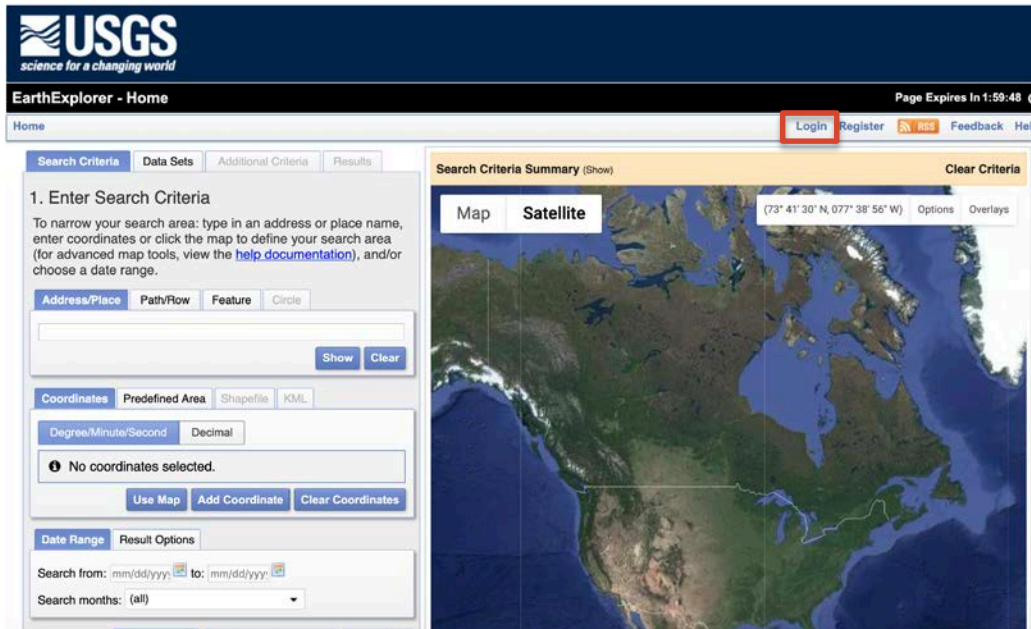 USGS
science for a changing world
EarthExplorer - Home
Page Expires In 1:59:48
Home
Login Register RSS Feedback Hel
Search Criteria Data Sets Additional Criteria Results
Search Criteria Summary (Show) Clear Criteria
1. Enter Search Criteria
To narrow your search area: type in an address or place name,
enter coordinates or click the map to define your search area
(for advanced map tools, view the help documentation), and/or
choose a date range.
Map Satellite
(73° 41' 30" N, 077° 38' 56" W) Options Overlays
Address/Place Path/Row Feature Circle
Show Clear
Coordinates Predefined Area Shapefile KML
Degree/Minute/Second Decimal
No coordinates selected.
Use Map Add Coordinate Clear Coordinates
Date Range Result Options
Search from: mm/dd/yyy to: mm/dd/yyy
Search months: (all)